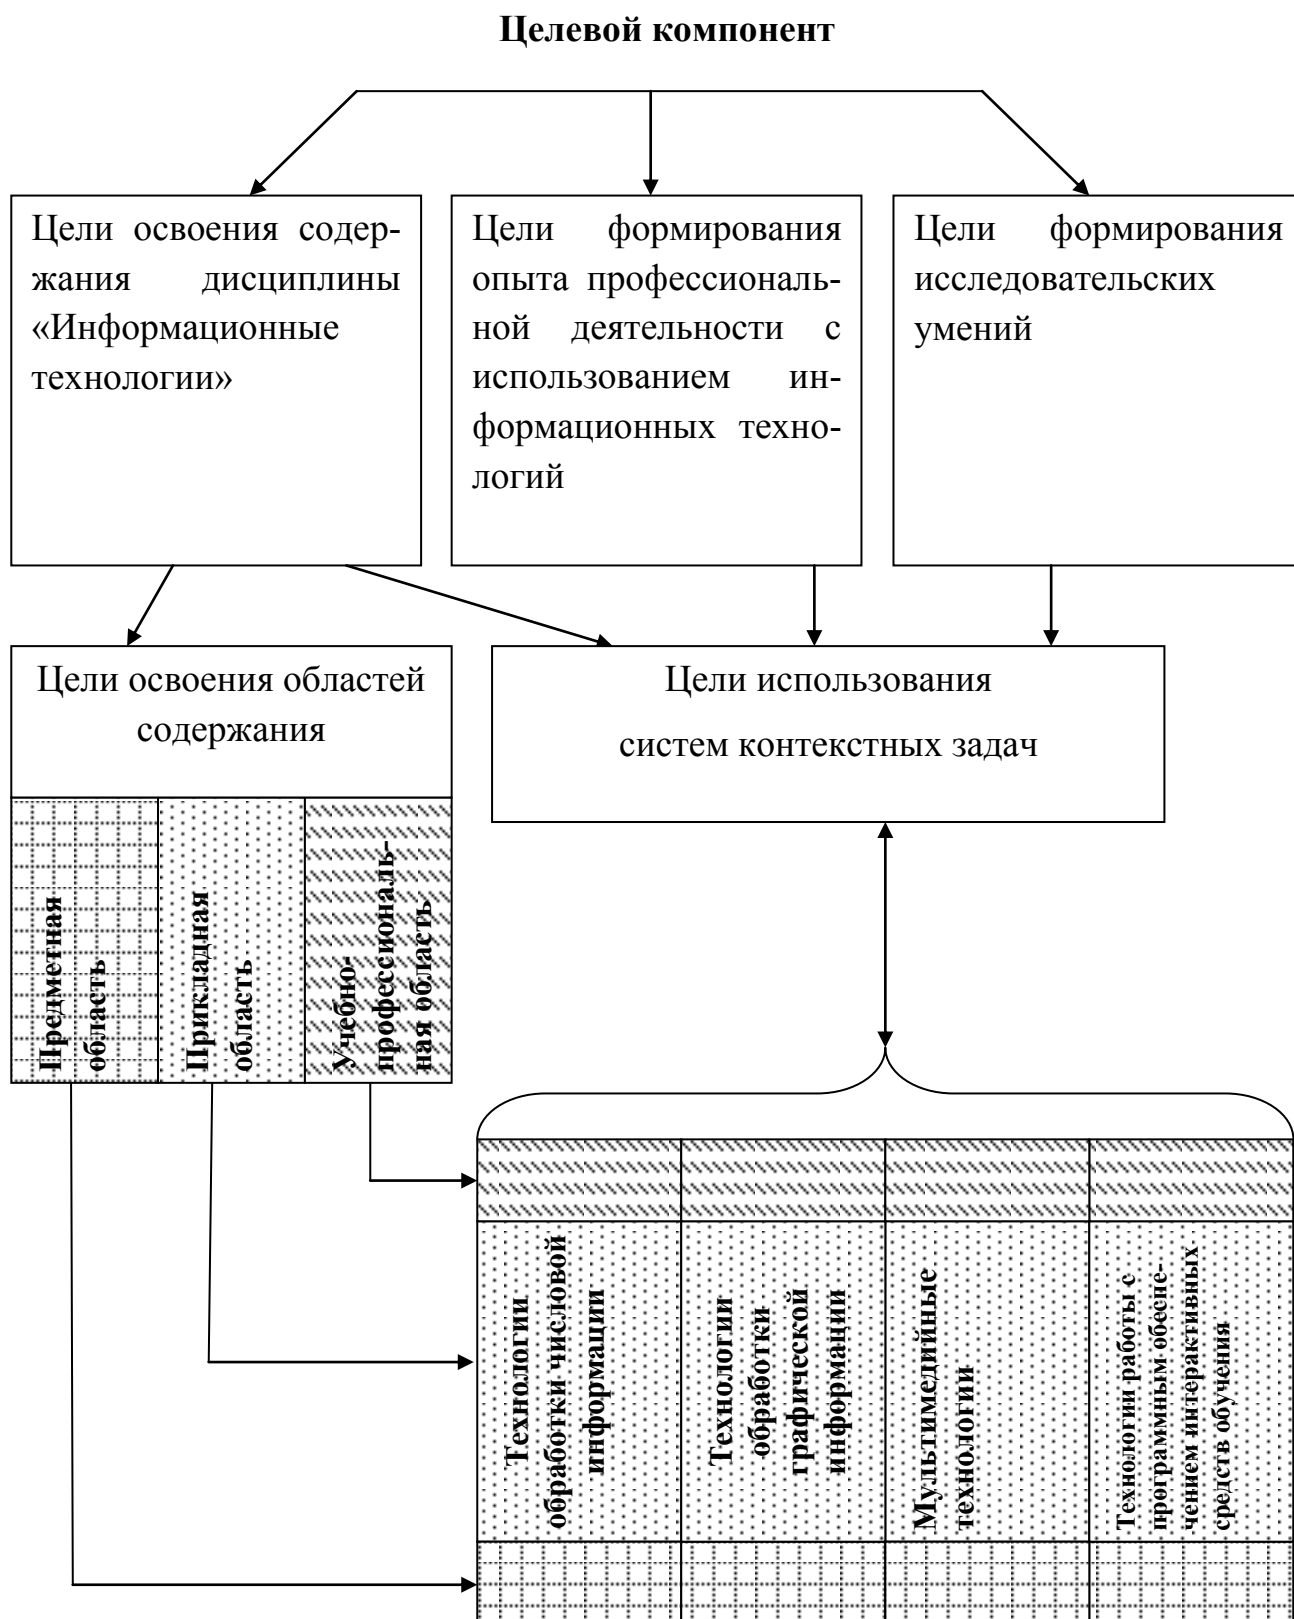 Целевой компонент
Цели освоения содер-
жания дисциплины
«Информационные
технологии»
Цели формирования
опыта профессиональ-
ной деятельности с
использованием ин-
формационных техно-
логий
Цели формирования
исследовательских
умений
Цели освоения областей
содержания
Цели использования
систем контекстных задач
Предметная
область
Прикладная
область
Учебно-
профессиональ-
ная область
Технологии
обработки числовой
информации
Технологии
обработки
графической
информации
Мультимедийные
технологии
Технологии работы с
программным обеспе-
чением интерактивных
средств обучения